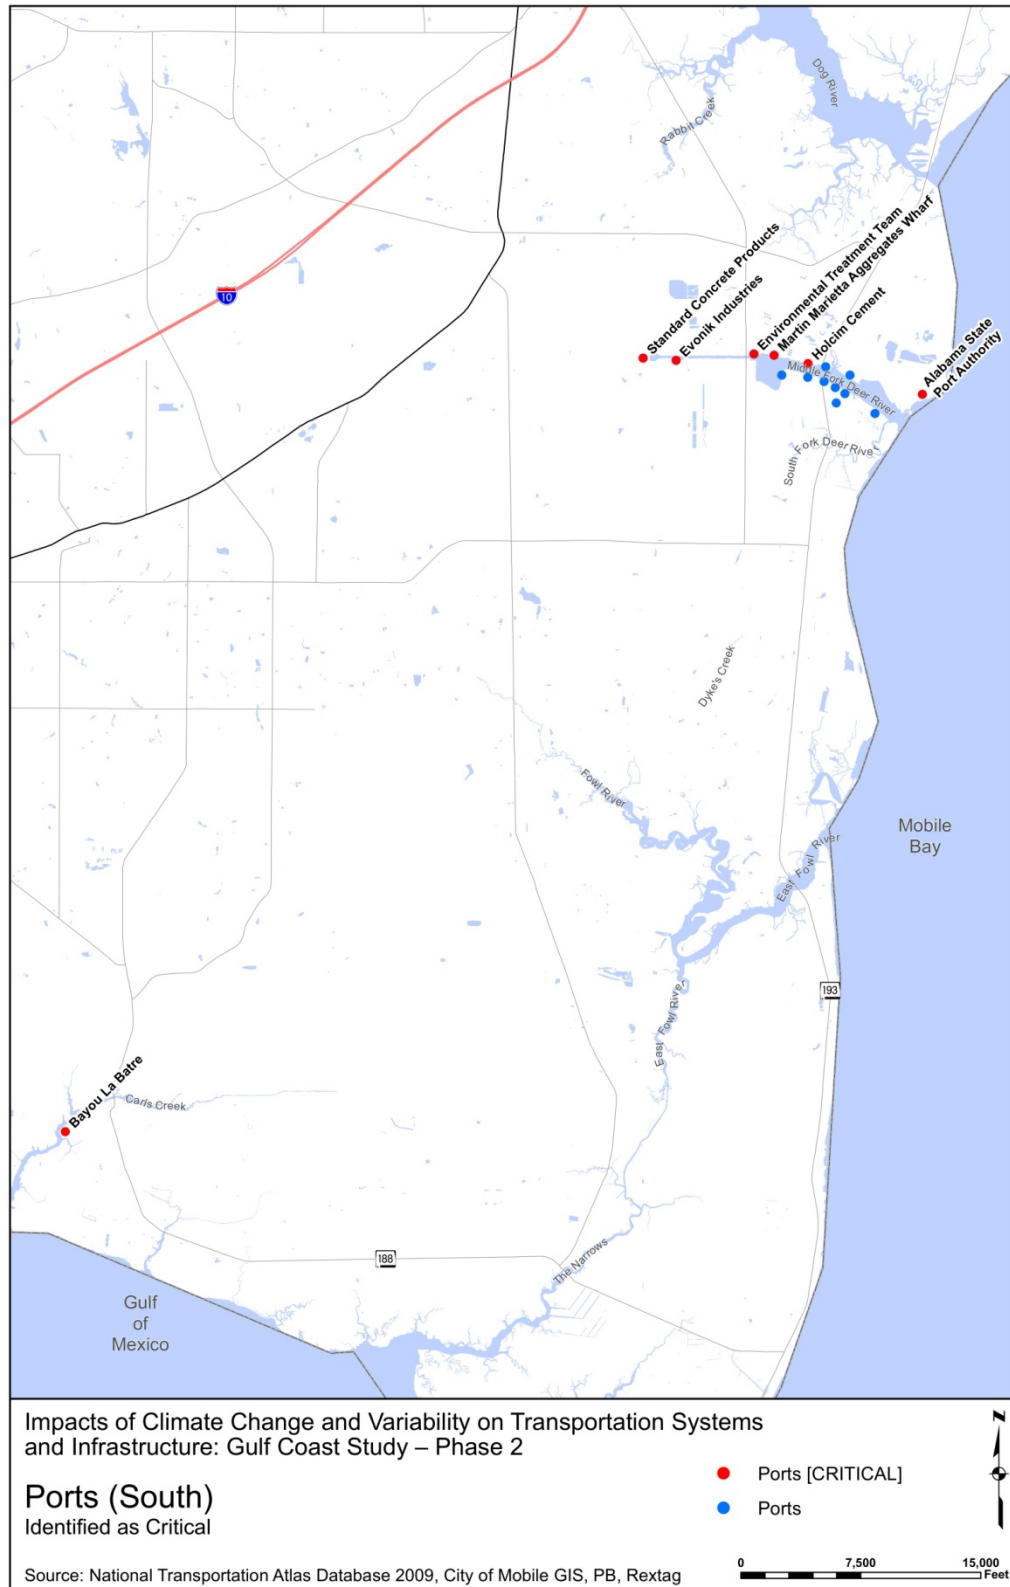 Dog River
Rabbit Creek
10
Standard Concrete Products
Evonik Industries
Environmental Treatment Team
Martin Marietta Aggregates Wharf
Holcim Cement
Alabama State
Port Authority
Middle Fork Deer River
South Fork Deer River
Dyke's Creek
Fowl River
Mobile
Bay
East Fowl River
193
East Fowl River
Bayou La Batre
Carls Creek
188
The Narrows
Gulf
of
Mexico
Impacts of Climate Change and Variability on Transportation Systems
and Infrastructure: Gulf Coast Study – Phase 2
Ports (South)
Identified as Critical
Source: National Transportation Atlas Database 2009, City of Mobile GIS, PB, Rextag
Ports [CRITICAL]
Ports
N
0 7,500 15,000
Feet